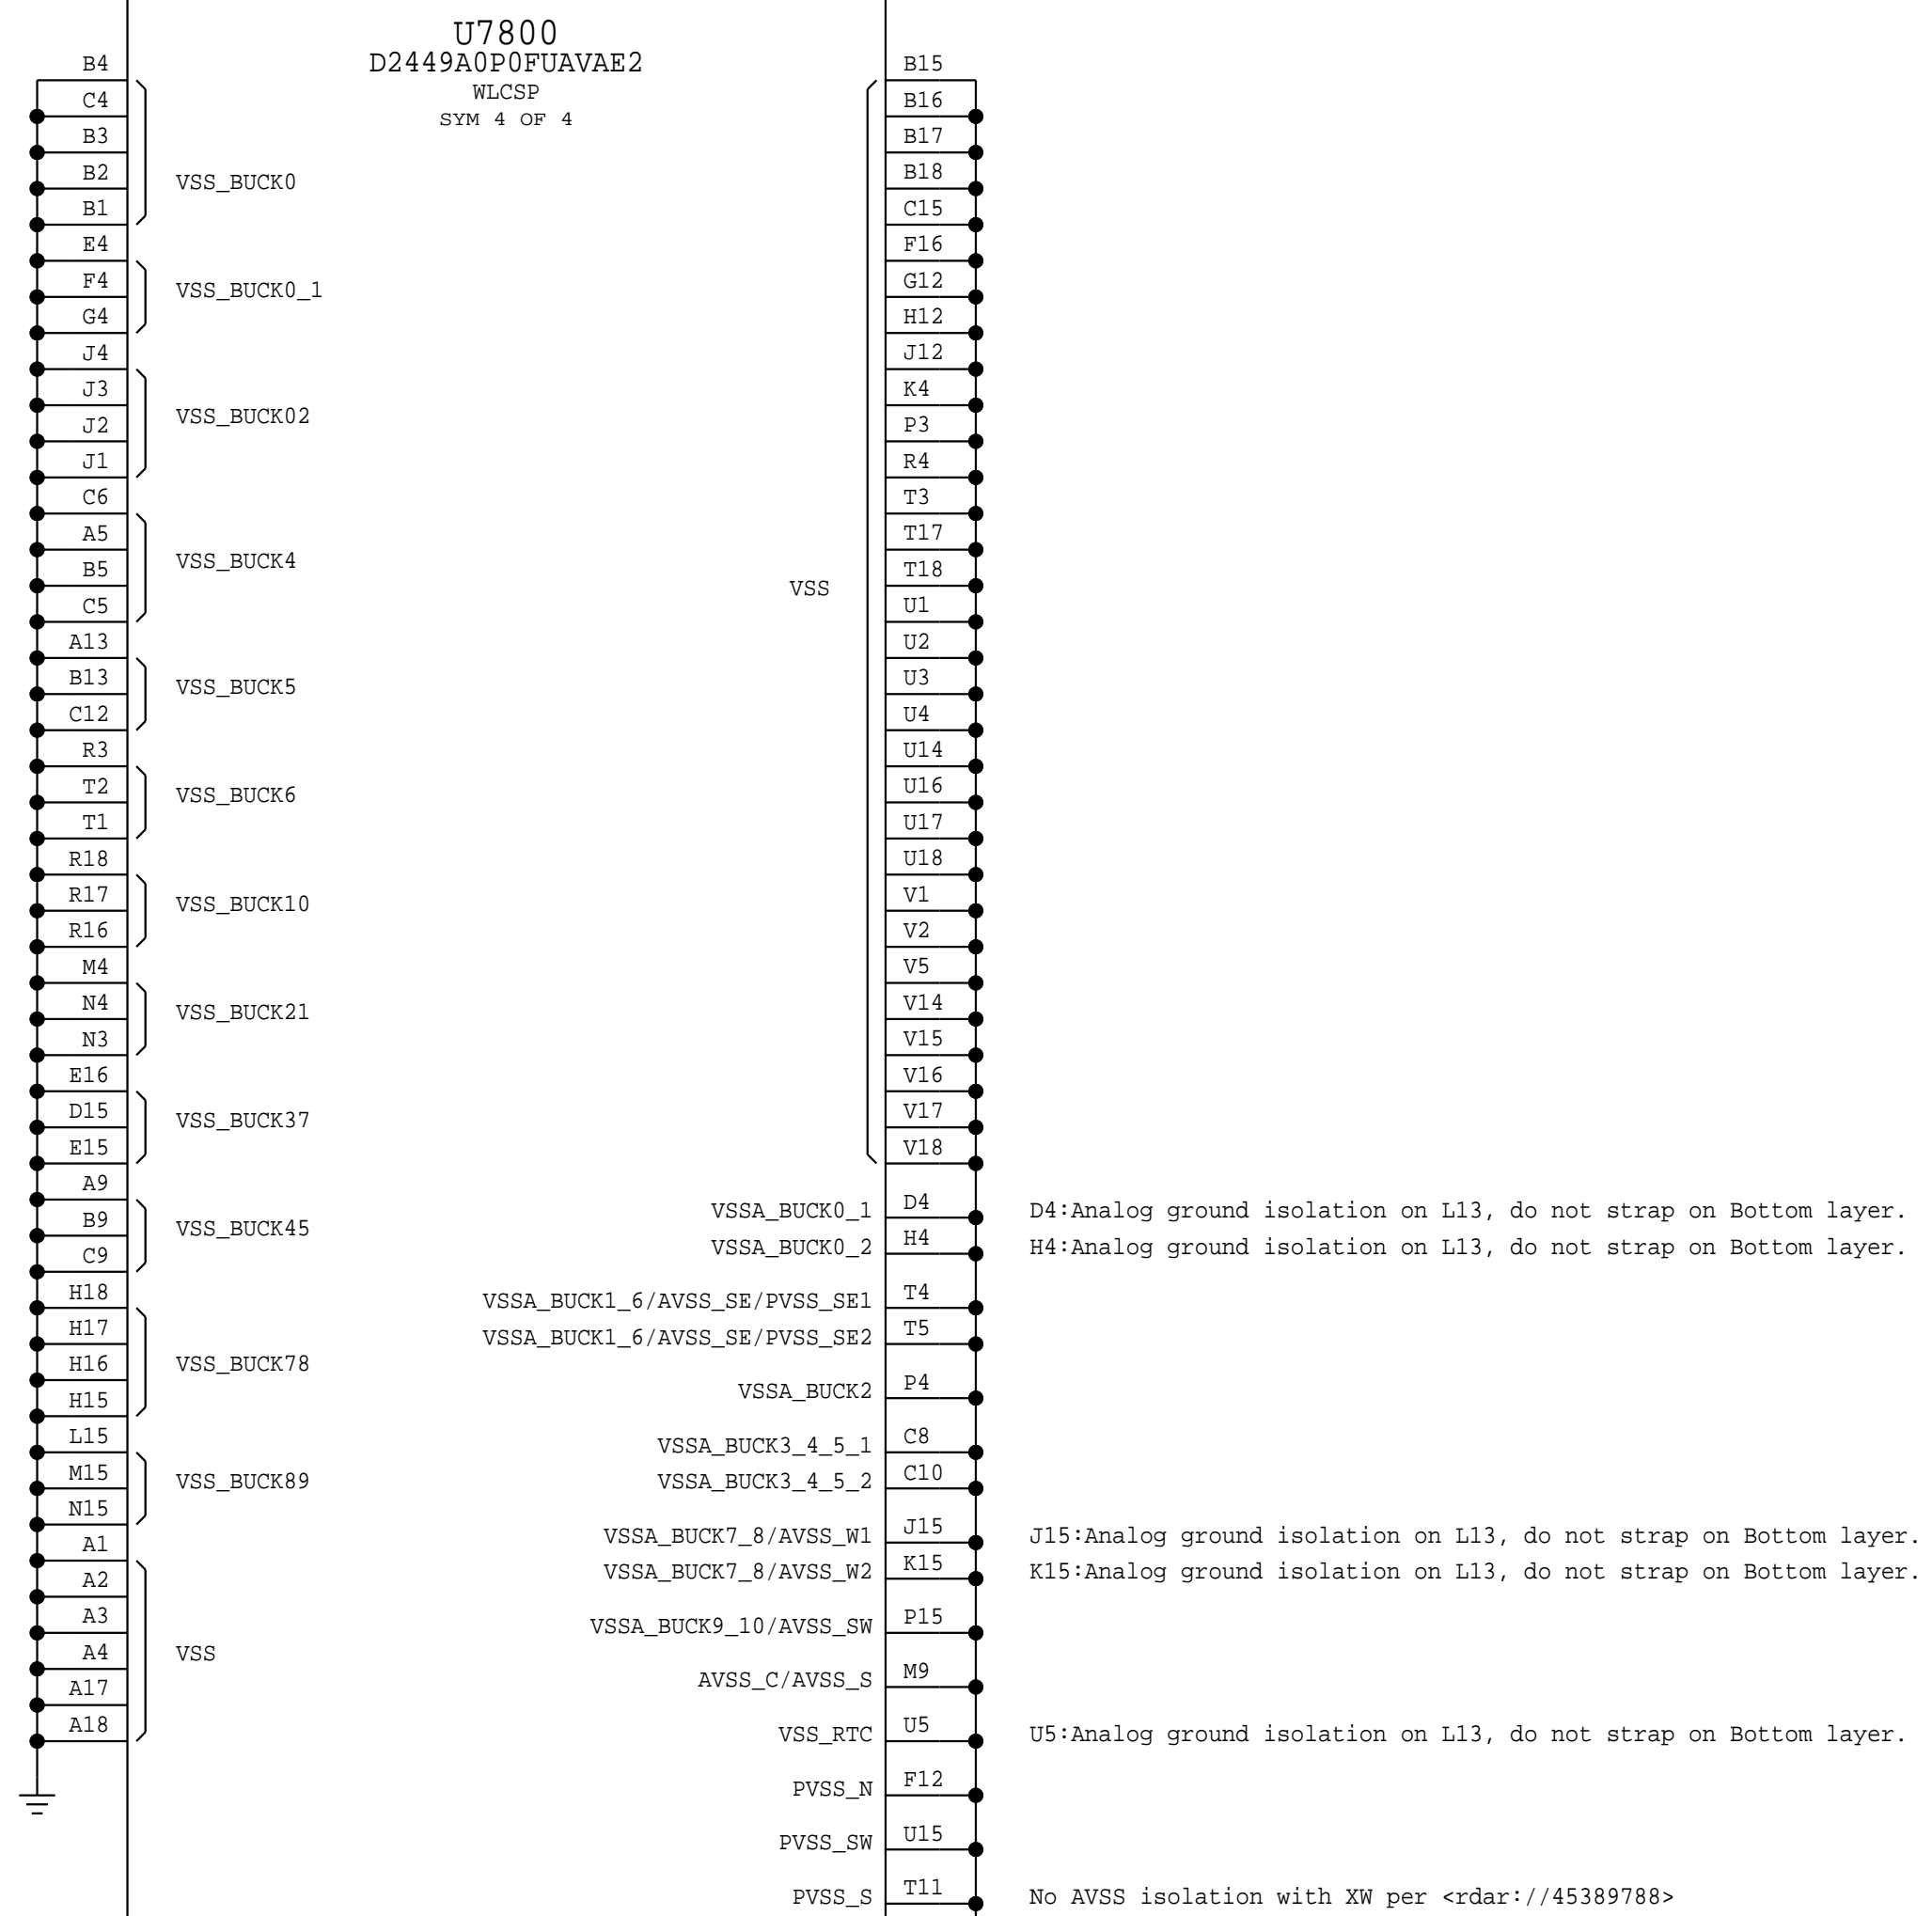 U7800
D2449A0P0FUAVAE2
WLCSP
SYM 4 OF 4
B4
C4
B3
B2
B1
VSS_BUCK0
E4
F4
G4
VSS_BUCK0_1
J4
J3
J2
J1
VSS_BUCK02
C6
A5
B5
C5
VSS_BUCK4
A13
B13
C12
VSS_BUCK5
R3
T2
T1
VSS_BUCK6
R18
R17
R16
VSS_BUCK10
M4
N4
N3
VSS_BUCK21
E16
D15
E15
VSS_BUCK37
A9
B9
C9
VSS_BUCK45
H18
H17
H16
H15
VSS_BUCK78
L15
M15
N15
VSS_BUCK89
A1
A2
A3
A4
A17
A18
VSS
VSS
B15
B16
B17
B18
C15
F16
G12
H12
J12
K4
P3
R4
T3
T17
T18
U1
U2
U3
U4
U14
U16
U17
U18
V1
V2
V5
V14
V15
V16
V17
V18
VSSA_BUCK0_1 D4 D4:Analog ground isolation on L13, do not strap on Bottom layer.
VSSA_BUCK0_2 H4 H4:Analog ground isolation on L13, do not strap on Bottom layer.
VSSA_BUCK1_6/AVSS_SE/PVSS_SE1 T4
VSSA_BUCK1_6/AVSS_SE/PVSS_SE2 T5
VSSA_BUCK2 P4
VSSA_BUCK3_4_5_1 C8
VSSA_BUCK3_4_5_2 C10
VSSA_BUCK7_8/AVSS_W1 J15 J15:Analog ground isolation on L13, do not strap on Bottom layer.
VSSA_BUCK7_8/AVSS_W2 K15 K15:Analog ground isolation on L13, do not strap on Bottom layer.
VSSA_BUCK9_10/AVSS_SW P15
AVSS_C/AVSS_S M9
VSS_RTC U5 U5:Analog ground isolation on L13, do not strap on Bottom layer.
PVSS_N F12
PVSS_SW U15
PVSS_S T11 No AVSS isolation with XW per <rdar://45389788>